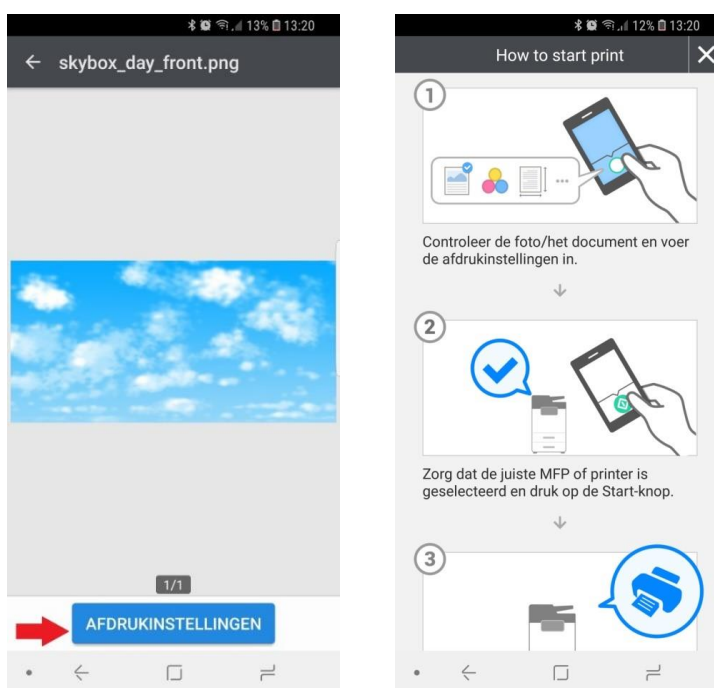 13% 13:20
skybox_day_front.png
1/1
AFDRUKINSTELLINGEN
12% 13:20
How to start print
1
Controleer de foto/het document en voer
de afdrukinstellingen in.
2
Zorg dat de juiste MFP of printer is
geselecteerd en druk op de Start-knop.
3